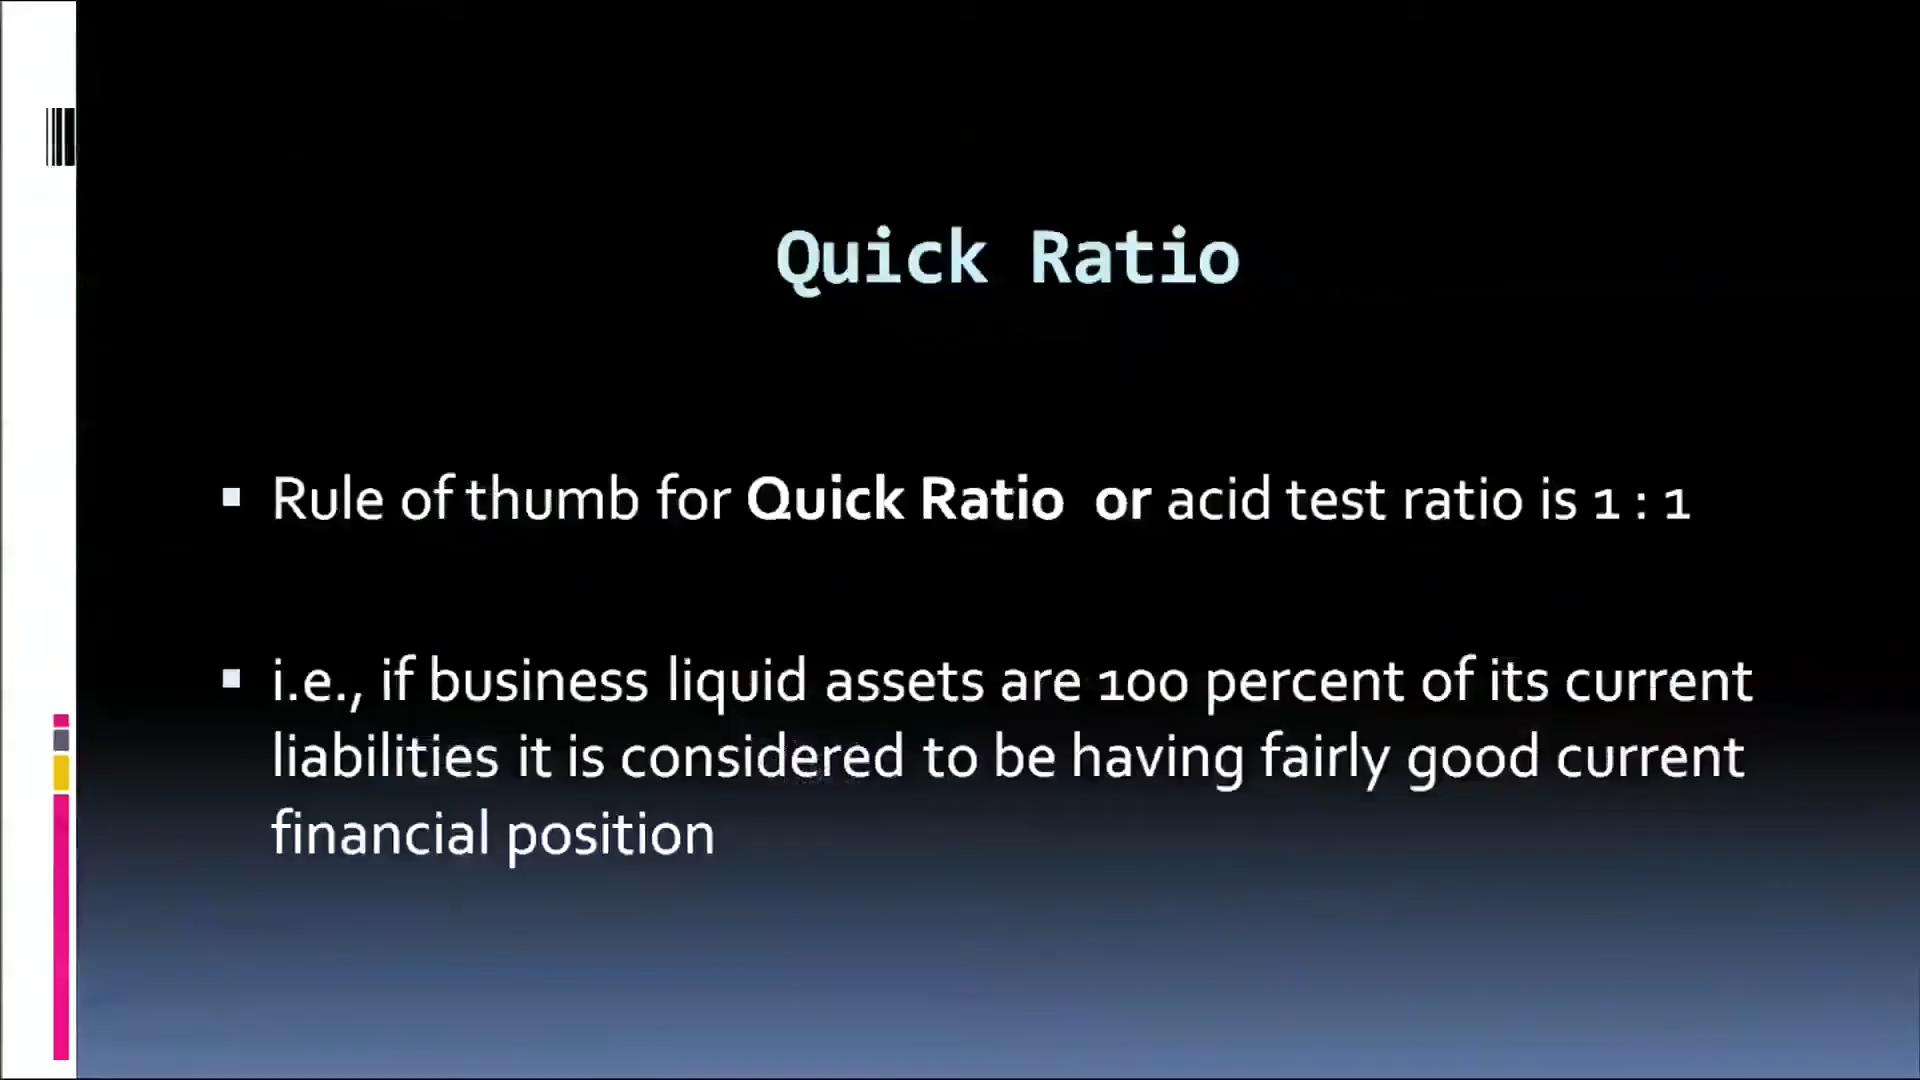 Quick Ratio
Rule of thumb for Quick Ratio or acid test ratio is 1 : 1
i.e., if business liquid assets are 100 percent of its current
liabilities it is considered to be having fairly good current
financial position